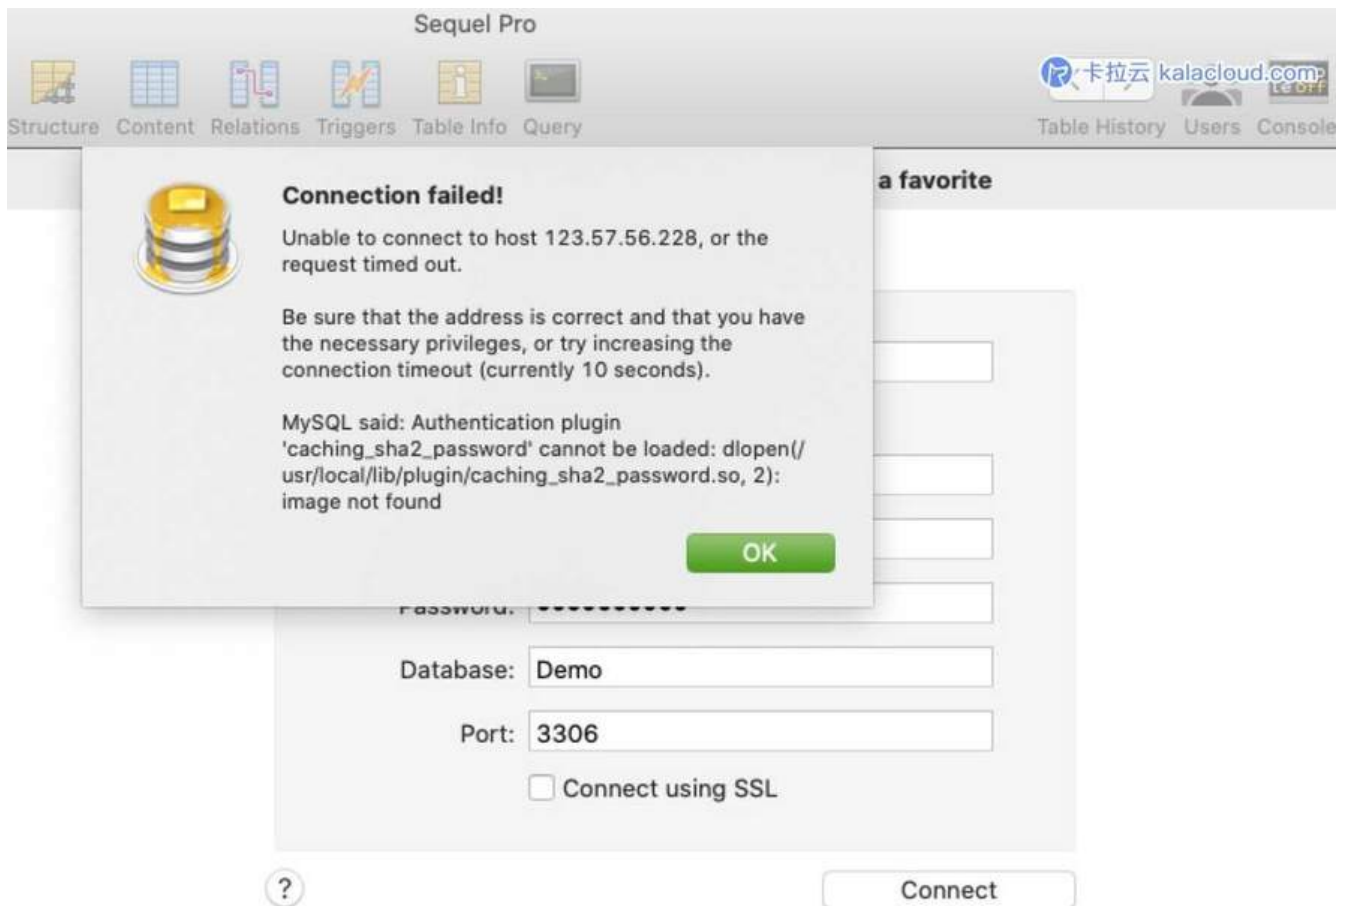 Sequel Pro
卡拉云 kalacloud.com
Structure Content Relations Triggers Table Info Query
Table History Users Console
a favorite
Connection failed!
Unable to connect to host 123.57.56.228, or the
request timed out.
Be sure that the address is correct and that you have
the necessary privileges, or try increasing the
connection timeout (currently 10 seconds).
MySQL said: Authentication plugin
'caching_sha2_password' cannot be loaded: dlopen(/
usr/local/lib/plugin/caching_sha2_password.so, 2):
image not found
OK
Password: ●●●●●●●●●●
Database: Demo
Port: 3306
Connect using SSL
?
Connect